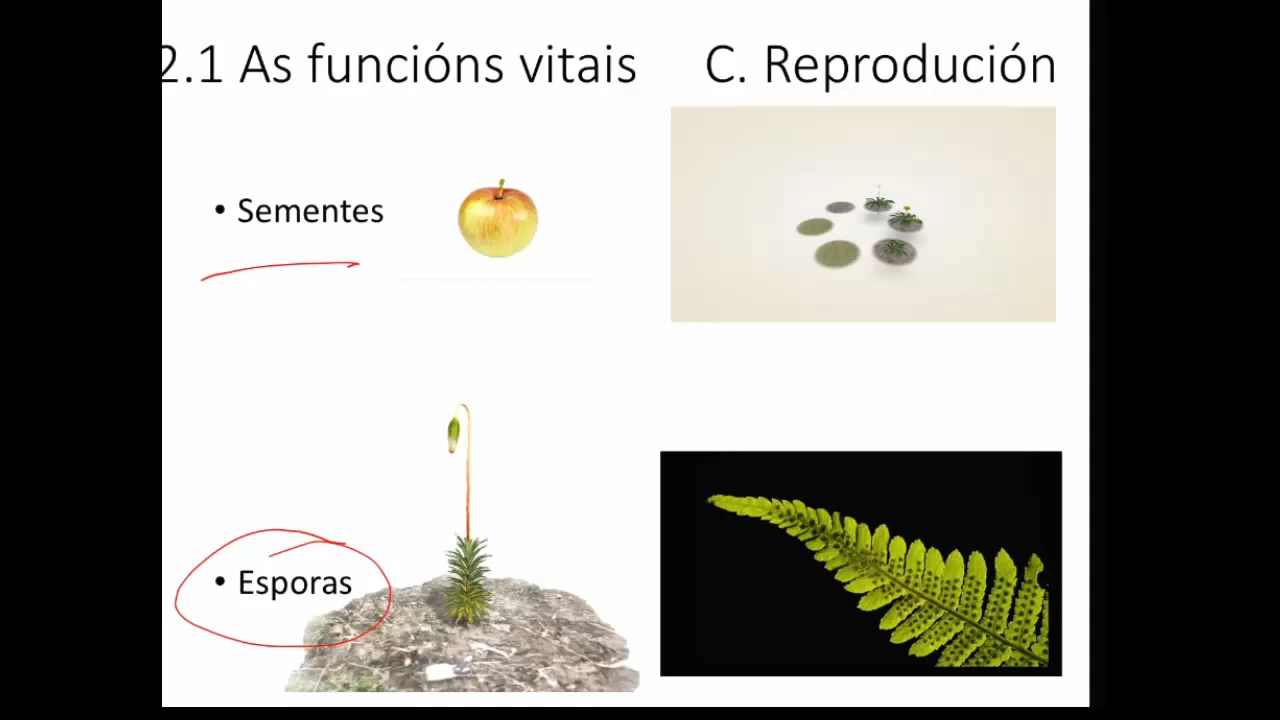 2.1 As funcións vitais C. Reprodución
• Sementes
• Esporas